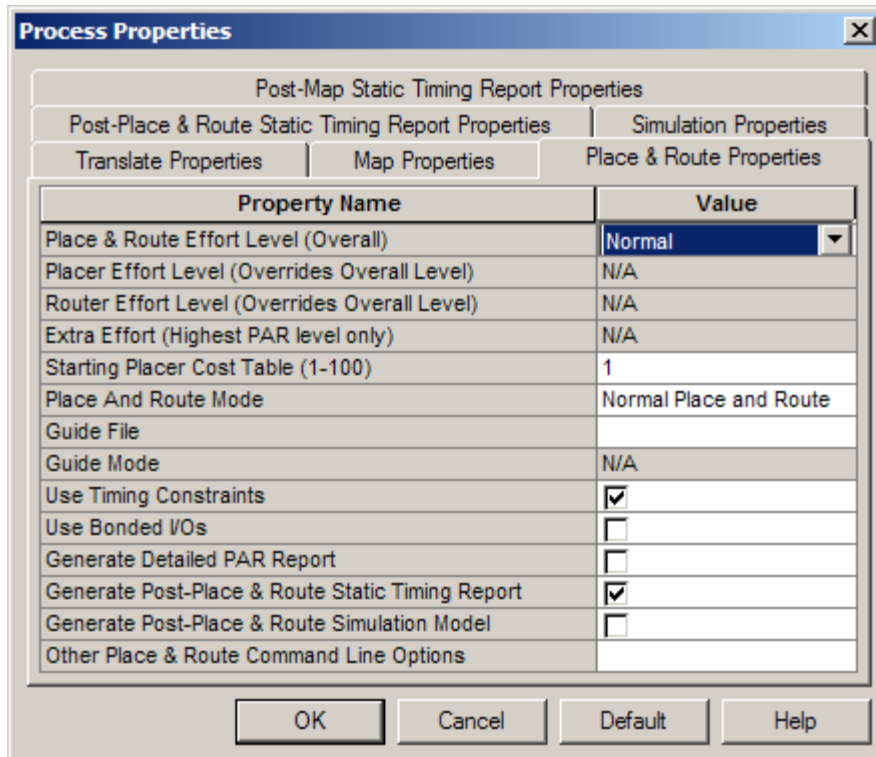 Process Properties
Post-Map Static Timing Report Properties
Post-Place & Route Static Timing Report Properties Simulation Properties
Translate Properties Map Properties Place & Route Properties
Property Name Value
Place & Route Effort Level (Overall) Normal
Placer Effort Level (Overrides Overall Level) N/A
Router Effort Level (Overrides Overall Level) N/A
Extra Effort (Highest PAR level only) N/A
Starting Placer Cost Table (1-100) 1
Place And Route Mode Normal Place and Route
Guide File
Guide Mode N/A
Use Timing Constraints
Use Bonded I/Os
Generate Detailed PAR Report
Generate Post-Place & Route Static Timing Report
Generate Post-Place & Route Simulation Model
Other Place & Route Command Line Options
OK Cancel Default Help